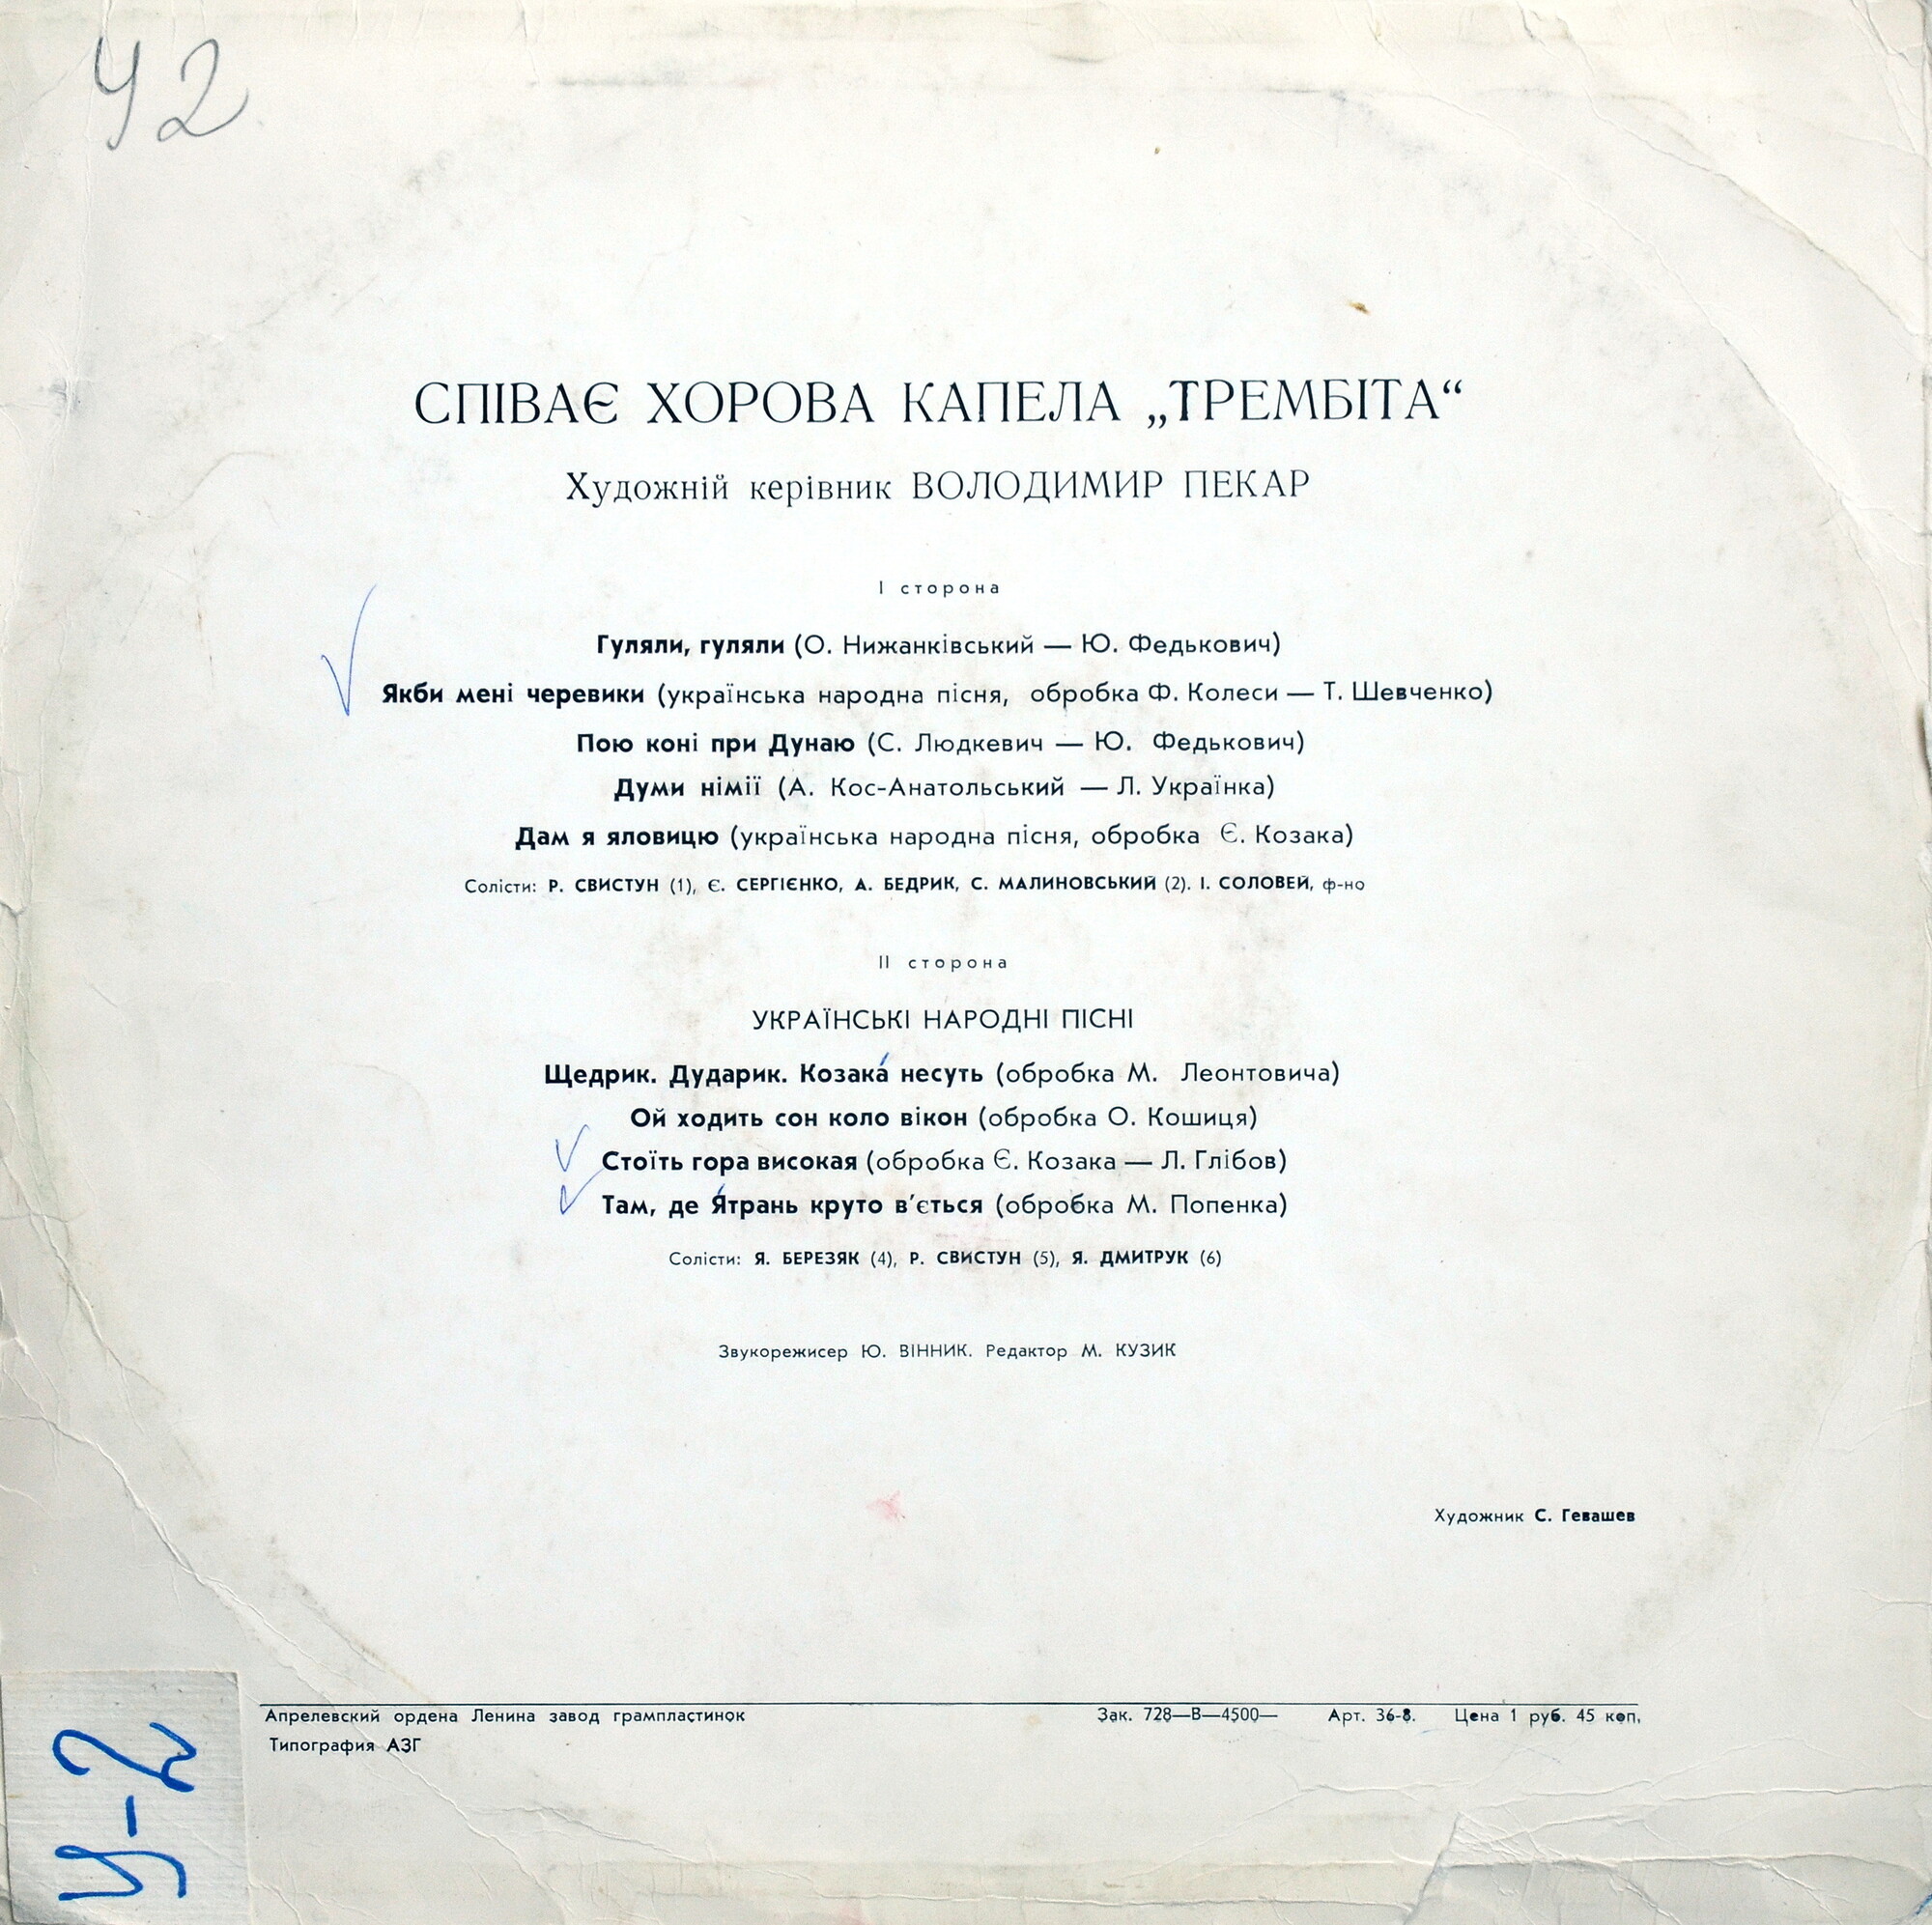 У2
СПІВАЄ ХОРОВА КАПЕЛА „ТРЕМБІТА“
Художній керівник ВОЛОДИМИР ПЕКАР
І сторона
Гуляли, гуляли (О. Нижанківський — Ю. Федькович)
Якби мені черевики (українська народна пісня, обробка Ф. Колеси — Т. Шевченко)
Пою коні при Дунаю (С. Людкевич — Ю. Федькович)
Думи німії (А. Кос-Анатольський — Л. Українка)
Дам я яловицю (українська народна пісня, обробка Є. Козака)
Солісти: Р. СВИСТУН (1), Є. СЕРГІЄНКО, А. БЕДРИК, С. МАЛИНОВСЬКИЙ (2). І. СОЛОВЕЙ, ф-но
ІІ сторона
УКРАЇНСЬКІ НАРОДНІ ПІСНІ
Щедрик. Дударик. Козака́ несуть (обробка М. Леонтовича)
Ой ходить сон коло вікон (обробка О. Кошиця)
Стоїть гора високая (обробка Є. Козака — Л. Глібов)
Там, де Я́трань круто в'ється (обробка М. Попенка)
Солісти: Я. БЕРЕЗЯК (4), Р. СВИСТУН (5), Я. ДМИТРУК (6)
Звукорежисер Ю. ВІННИК. Редактор М. КУЗИК
Художник С. Гевашев
Апрелевский ордена Ленина завод грампластинок Зак. 728—В—4500— Арт. 36-8. Цена 1 руб. 45 коп.
Типография АЗГ
У-2